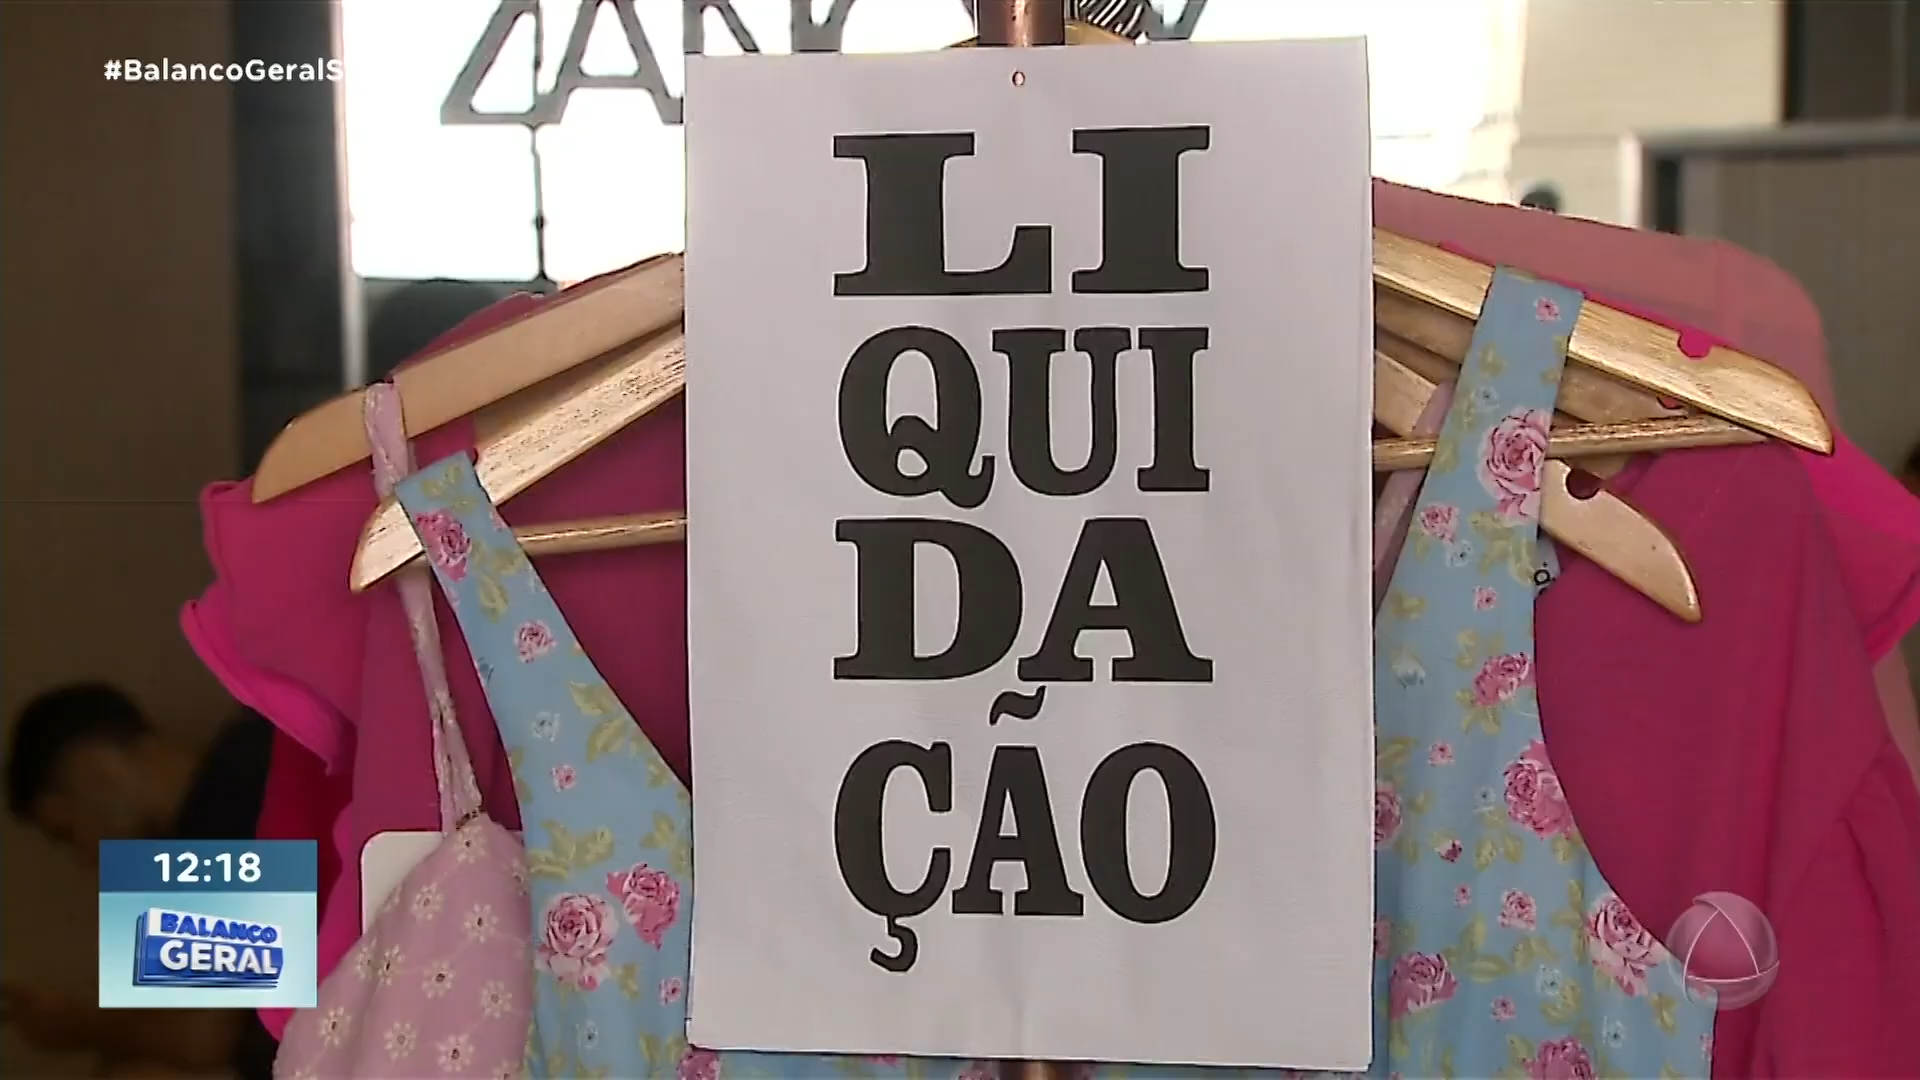 #BalancoGeralS
LI
QUI
DA
ÇÃO
12:18
BALANÇO
GERAL